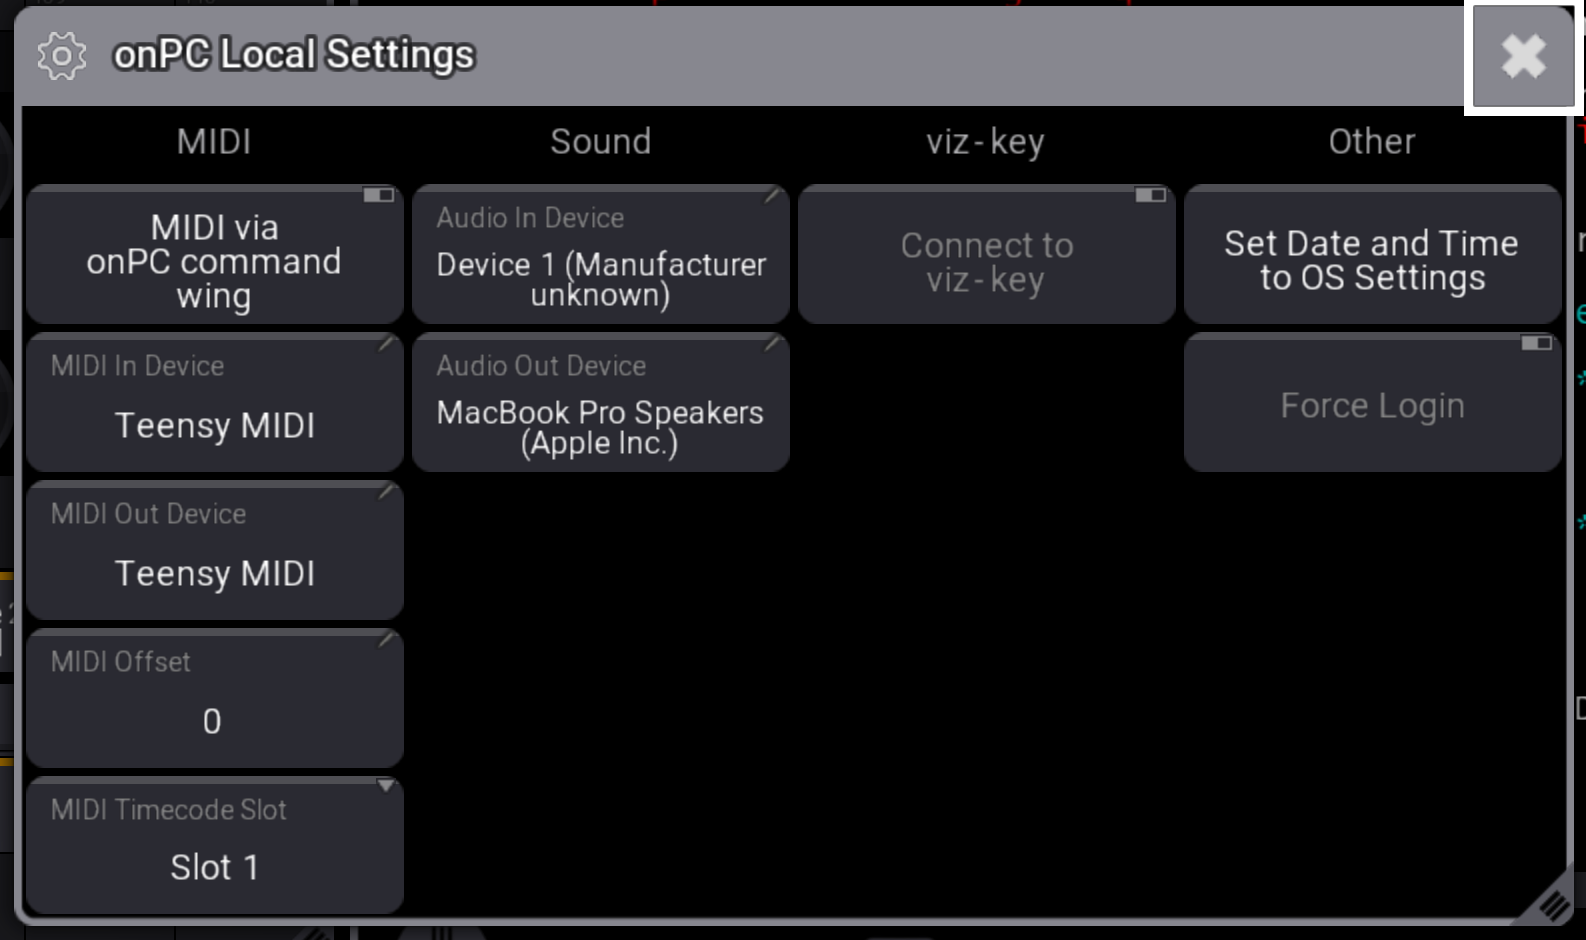 onPC Local Settings
MIDI
Sound
viz-key
Other
MIDI via
onPC command
wing
Audio In Device
Device 1 (Manufacturer
unknown)
Connect to
viz-key
Set Date and Time
to OS Settings
MIDI In Device
Teensy MIDI
Audio Out Device
MacBook Pro Speakers
(Apple Inc.)
Force Login
MIDI Out Device
Teensy MIDI
MIDI Offset
0
MIDI Timecode Slot
Slot 1